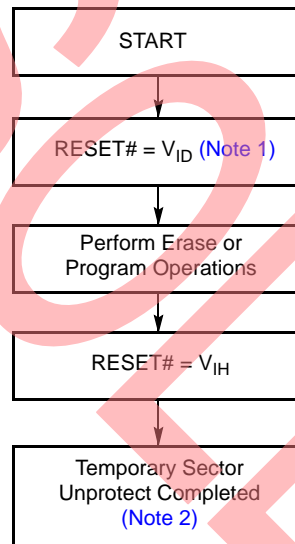 START
RESET# = VID (Note 1)
Perform Erase or
Program Operations
RESET# = VIH
Temporary Sector
Unprotect Completed
(Note 2)